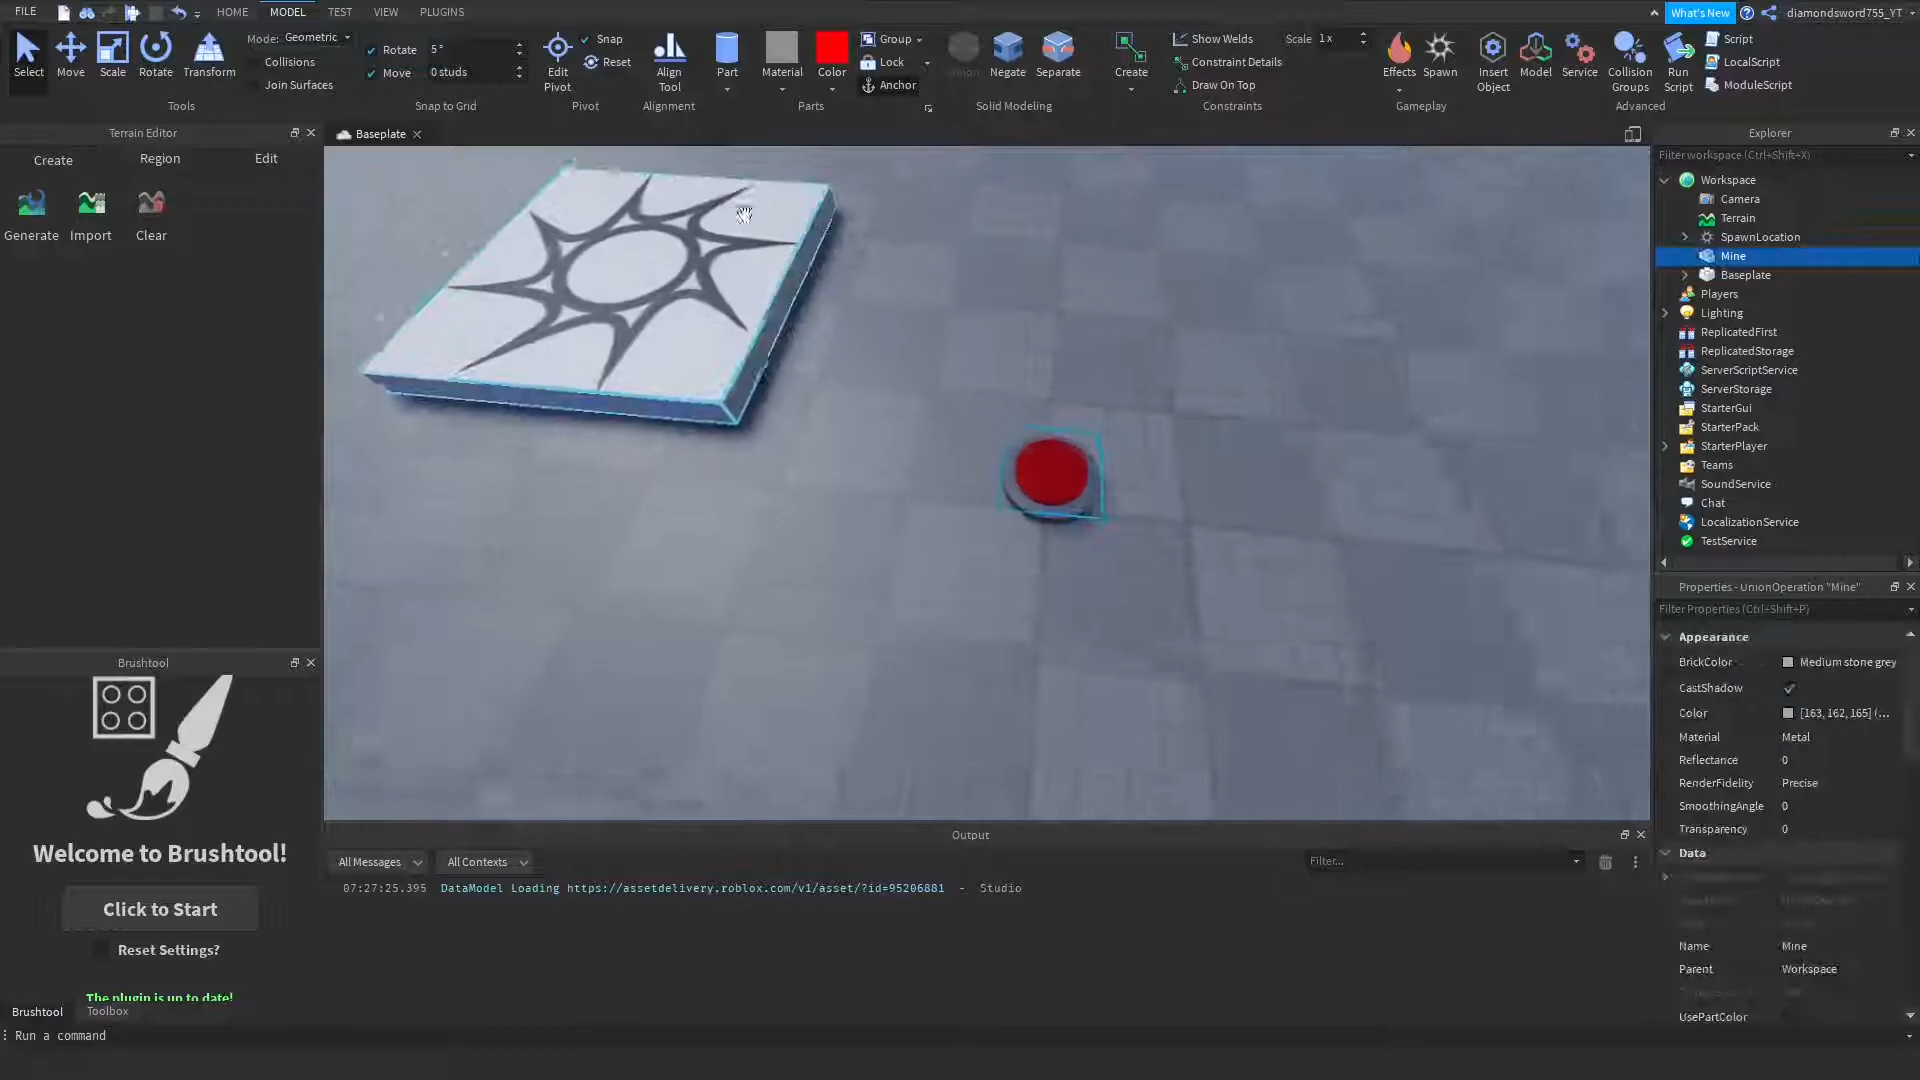 FILE
HOME
MODEL
TEST
VIEW
PLUGINS
What's New
diamondsword755_YT
Select
Move
Scale
Rotate
Transform
Mode:
Geometric
Collisions
Join Surfaces
Tools
Rotate
5 °
Move
0 studs
Snap to Grid
Edit
Pivot
Snap
Reset
Pivot
Align
Tool
Alignment
Part
Material
Color
Group
Lock
Anchor
Parts
Union
Negate
Separate
Solid Modeling
Create
Show Welds
Scale
1 x
Constraint Details
Draw On Top
Constraints
Effects
Spawn
Gameplay
Insert
Object
Model
Service
Collision
Groups
Run
Script
Script
LocalScript
ModuleScript
Advanced
Terrain Editor
Create
Region
Edit
Generate
Import
Clear
Baseplate
Explorer
Filter workspace (Ctrl+Shift+X)
Workspace
Camera
Terrain
SpawnLocation
Mine
Baseplate
Players
Lighting
ReplicatedFirst
ReplicatedStorage
ServerScriptService
ServerStorage
StarterGui
StarterPack
StarterPlayer
Teams
SoundService
Chat
LocalizationService
TestService
Properties - UnionOperation "Mine"
Filter Properties (Ctrl+Shift+P)
Appearance
BrickColor
Medium stone grey
CastShadow
Color
[163, 162, 165] (...
Material
Metal
Reflectance
0
RenderFidelity
Precise
SmoothingAngle
0
Transparency
0
Data
Name
Mine
Parent
Workspace
UsePartColor
Brushtool
Welcome to Brushtool!
Click to Start
Reset Settings?
The plugin is up to date!
Brushtool
Toolbox
Output
All Messages
All Contexts
Filter...
07:27:25.395 DataModel Loading https://assetdelivery.roblox.com/v1/asset/?id=95206881 - Studio
Run a command